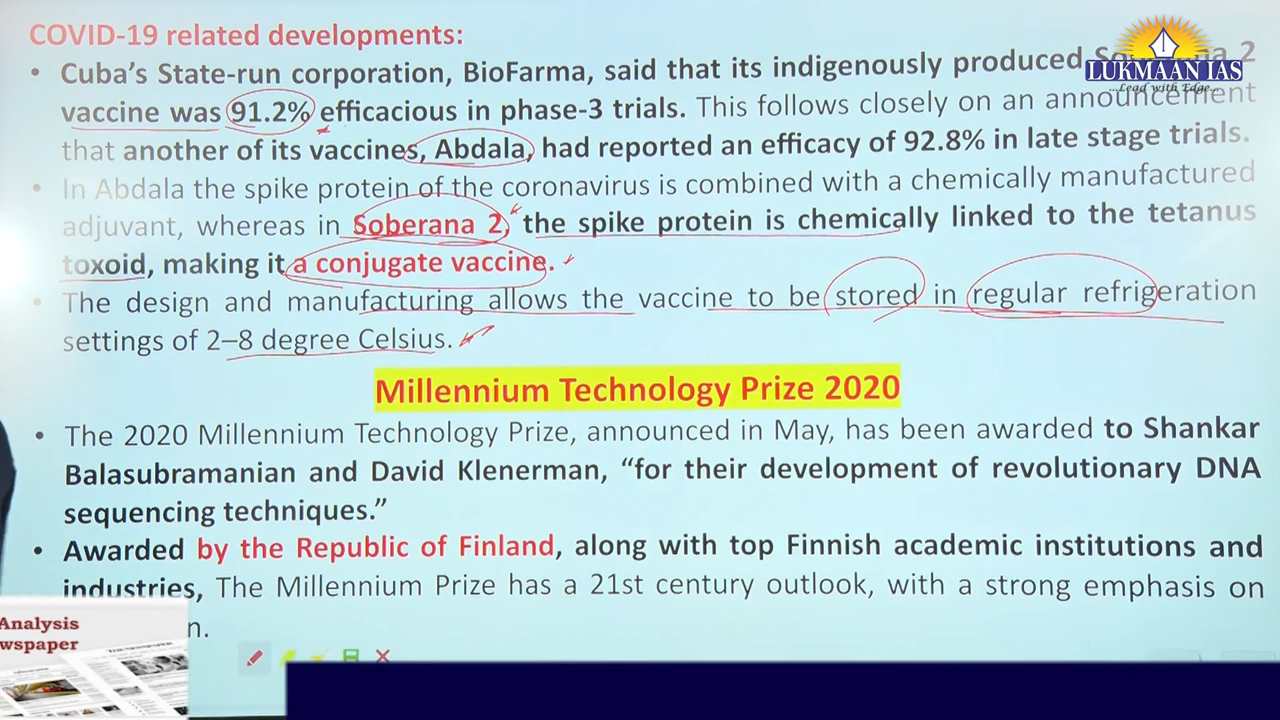 COVID-19 related developments:
• Cuba's State-run corporation, BioFarma, said that its indigenously produced 2
LUKMAAN IAS
...Lead with Edge...
vaccine was 91.2% efficacious in phase-3 trials. This follows closely on an announcement
that another of its vaccines, Abdala, had reported an efficacy of 92.8% in late stage trials.
• In Abdala the spike protein of the coronavirus is combined with a chemically manufactured
adjuvant, whereas in Soberana 2, the spike protein is chemically linked to the tetanus
toxoid, making it a conjugate vaccine.
• The design and manufacturing allows the vaccine to be stored in regular refrigeration
settings of 2–8 degree Celsius.
Millennium Technology Prize 2020
• The 2020 Millennium Technology Prize, announced in May, has been awarded to Shankar
Balasubramanian and David Klenerman, “for their development of revolutionary DNA
sequencing techniques.”
• Awarded by the Republic of Finland, along with top Finnish academic institutions and
industries, The Millennium Prize has a 21st century outlook, with a strong emphasis on
n.
Analysis
wspaper